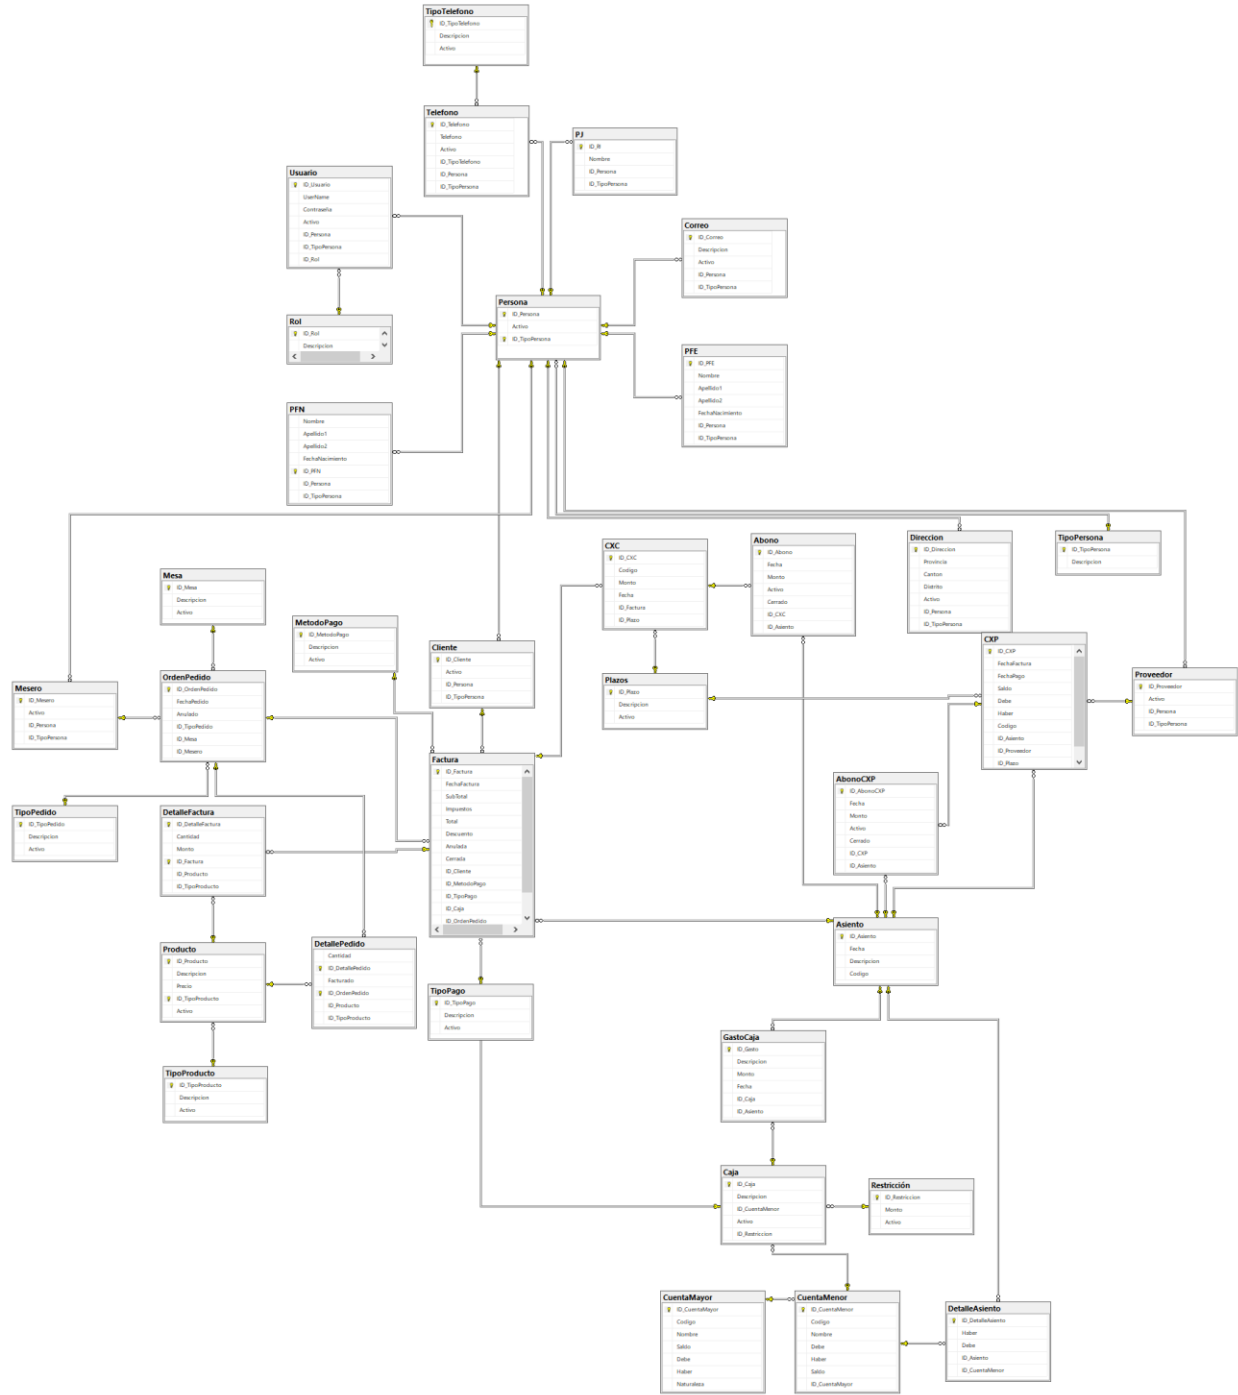 TipoTelefono
ID_TipoTelefono
Descripcion
Activo
Telefono
ID_Telefono
Telefono
Activo
ID_TipoTelefono
ID_Persona
ID_TipoPersona
PJ
Nombre
ID_Persona
ID_TipoPersona
Usuario
ID_Usuario
UserName
Contraseña
Activo
ID_Persona
ID_TipoPersona
ID_Rol
Correo
ID_Correo
Descripcion
Activo
ID_Persona
ID_TipoPersona
Persona
ID_Persona
Activo
ID_TipoPersona
Rol
ID_Rol
Descripcion
PFE
ID_PFE
Nombre
Apellido1
Apellido2
FechaNacimiento
ID_Persona
ID_TipoPersona
PFN
Nombre
Apellido1
Apellido2
FechaNacimiento
ID_PFN
ID_Persona
ID_TipoPersona
CXC
ID_CXC
Codigo
Monto
Fecha
ID_Factura
ID_Plazo
Abono
ID_Abono
Fecha
Monto
Activo
Cerrado
ID_CXC
ID_Asiento
Direccion
ID_Direccion
Provincia
Canton
Distrito
Activo
ID_Persona
ID_TipoPersona
TipoPersona
ID_TipoPersona
Descripcion
Mesa
ID_Mesa
Descripcion
Activo
MetodoPago
ID_MetodoPago
Descripcion
Activo
Cliente
ID_Cliente
Activo
ID_Persona
ID_TipoPersona
CXP
ID_CXP
FechaFactura
FechaPago
Saldo
Debe
Haber
Codigo
ID_Asiento
ID_Proveedor
ID_Plazo
Proveedor
ID_Proveedor
Activo
ID_Persona
ID_TipoPersona
Mesero
ID_Mesero
Activo
ID_Persona
ID_TipoPersona
OrdenPedido
ID_OrdenPedido
FechaPedido
Anulado
ID_TipoPedido
ID_Mesa
ID_Mesero
Plazos
ID_Plazo
Descripcion
Activo
Factura
ID_Factura
FechaFactura
SubTotal
Impuestos
Total
Descuento
Anulada
Cerrada
ID_Cliente
ID_MetodoPago
ID_TipoPago
ID_Caja
ID_OrdenPedido
AbonoCXP
ID_AbonoCXP
Fecha
Monto
Activo
Cerrado
ID_CXP
ID_Asiento
TipoPedido
ID_TipoPedido
Descripcion
Activo
DetalleFactura
ID_DetalleFactura
Cantidad
Monto
ID_Factura
ID_Producto
ID_TipoProducto
Asiento
ID_Asiento
Fecha
Descripcion
Codigo
Producto
ID_Producto
Descripcion
Precio
ID_TipoProducto
Activo
DetallePedido
Cantidad
ID_DetallePedido
Facturado
ID_OrdenPedido
ID_Producto
ID_TipoProducto
TipoPago
ID_TipoPago
Descripcion
Activo
TipoProducto
ID_TipoProducto
Descripcion
Activo
GastoCaja
ID_Gasto
Descripcion
Monto
Fecha
ID_Caja
ID_Asiento
Caja
ID_Caja
Descripcion
ID_CuentaMenor
Activo
ID_Restriccion
Restricción
ID_Restriccion
Monto
Activo
CuentaMayor
ID_CuentaMayor
Codigo
Nombre
Saldo
Debe
Haber
Naturaleza
CuentaMenor
ID_CuentaMenor
Codigo
Nombre
Debe
Haber
Saldo
ID_CuentaMayor
DetalleAsiento
ID_DetalleAsiento
Haber
Debe
ID_Asiento
ID_CuentaMenor